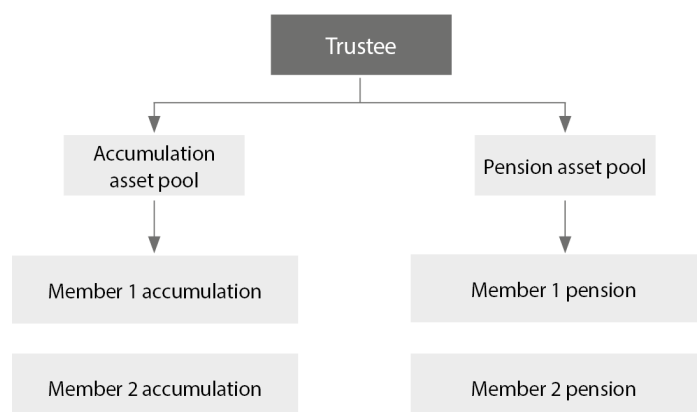 Trustee
Accumulation
asset pool
Pension asset pool
Member 1 accumulation
Member 1 pension
Member 2 accumulation
Member 2 pension